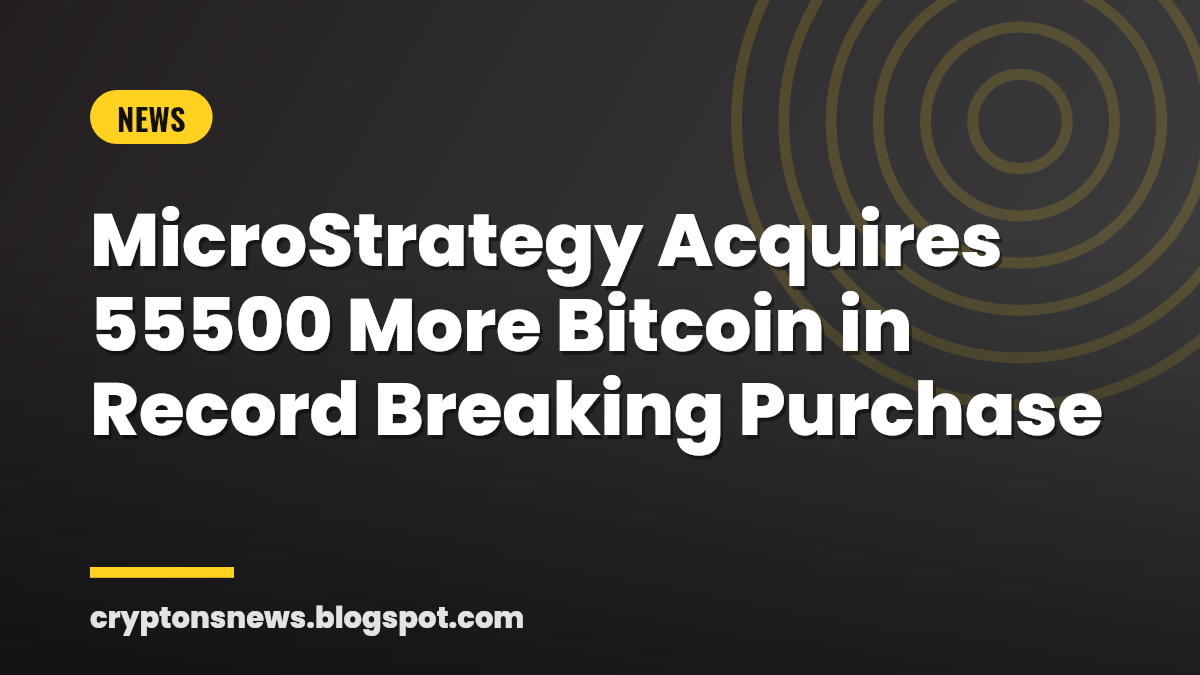 NEWS
MicroStrategy Acquires
55500 More Bitcoin in
Record Breaking Purchase
cryptonsnews.blogspot.com